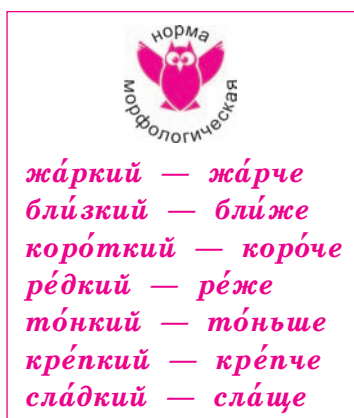 норма
морфологическая
жа́ркий — жа́рче
бли́зкий — бли́же
коро́ткий — коро́че
ре́дкий — ре́же
то́нкий — то́ньше
кре́пкий — кре́пче
сла́дкий — сла́ще